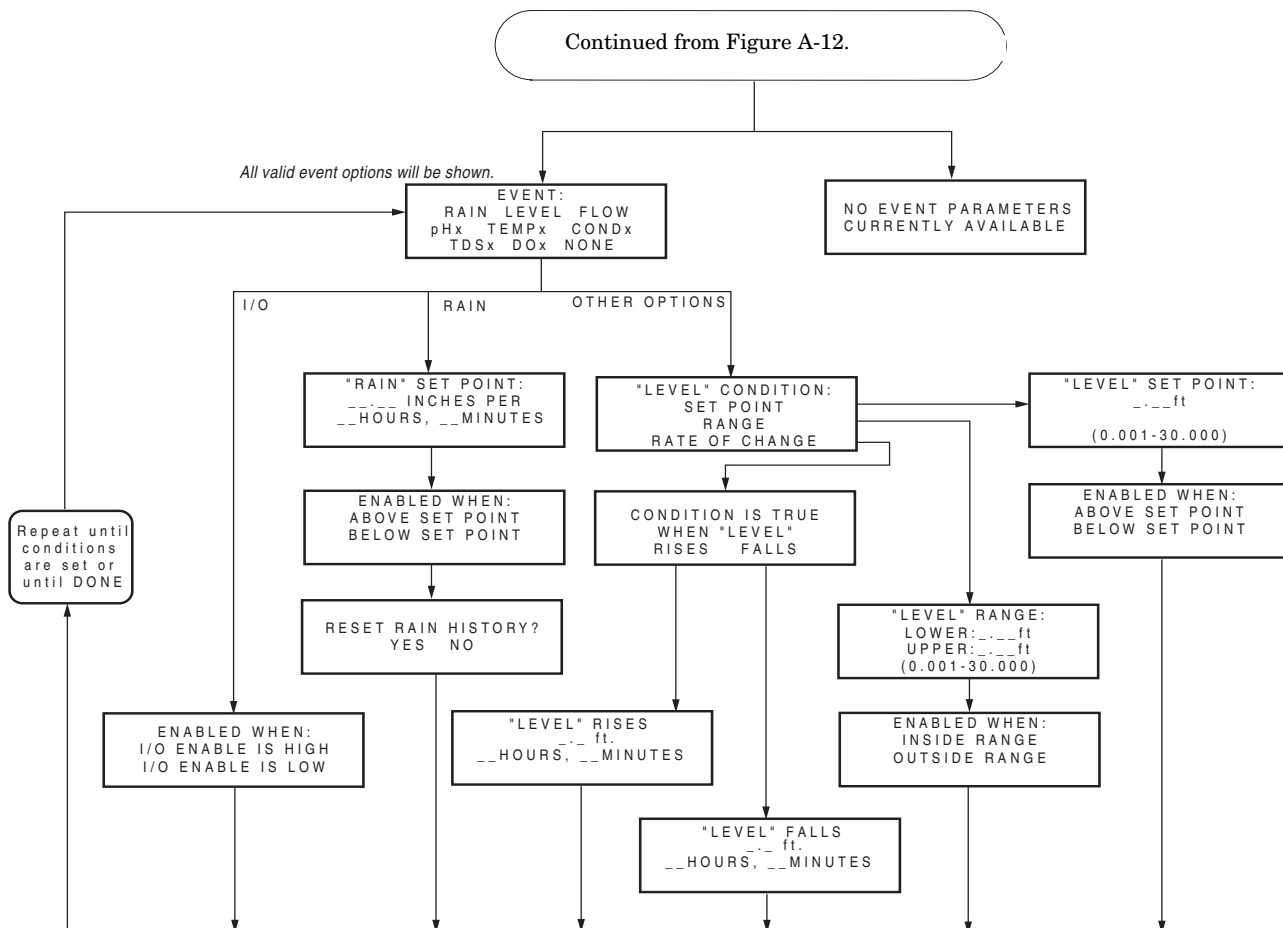 Continued from Figure A-12.
All valid event options will be shown.
EVENT:
RAIN LEVEL FLOW
pHx TEMPx CONDx
TDSx DOx NONE
NO EVENT PARAMETERS
CURRENTLY AVAILABLE
I/O
RAIN
OTHER OPTIONS
"RAIN" SET POINT:
__.__ INCHES PER
__HOURS, __MINUTES
"LEVEL" CONDITION:
SET POINT
RANGE
RATE OF CHANGE
"LEVEL" SET POINT:
_.__ft
(0.001-30.000)
ENABLED WHEN:
ABOVE SET POINT
BELOW SET POINT
CONDITION IS TRUE
WHEN "LEVEL"
RISES FALLS
ENABLED WHEN:
ABOVE SET POINT
BELOW SET POINT
Repeat until
conditions
are set or
until DONE
RESET RAIN HISTORY?
YES NO
"LEVEL" RANGE:
LOWER:_.__ft
UPPER:_.__ft
(0.001-30.000)
ENABLED WHEN:
I/O ENABLE IS HIGH
I/O ENABLE IS LOW
"LEVEL" RISES
_._ ft.
__HOURS, __MINUTES
ENABLED WHEN:
INSIDE RANGE
OUTSIDE RANGE
"LEVEL" FALLS
_._ ft.
__HOURS, __MINUTES